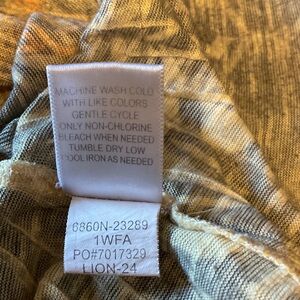 MACHINE WASH COLD
WITH LIKE COLORS
GENTLE CYCLE
ONLY NON-CHLORINE
BLEACH WHEN NEEDED
TUMBLE DRY LOW
COOL IRON AS NEEDED
6860N-23289
1WFA
PO#7017329
LION-24